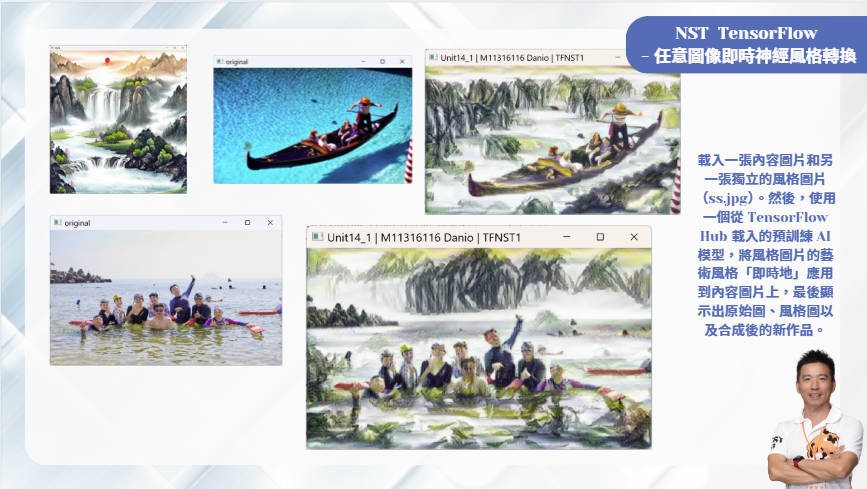 NST TensorFlow
- 任意圖像即時神經風格轉換
original
Unit14_1 | M11316116 Danio | TFNST1
original
Unit14_1 | M11316116 Danio | TFNST1
載入一張內容圖片和另
一張獨立的風格圖片
（ss.jpg）。然後，使用
一個從 TensorFlow
Hub 載入的預訓練 AI
模型，將風格圖片的藝
術風格「即時地」應用
到內容圖片上，最後顯
示出原始圖、風格圖以
及合成後的新作品。